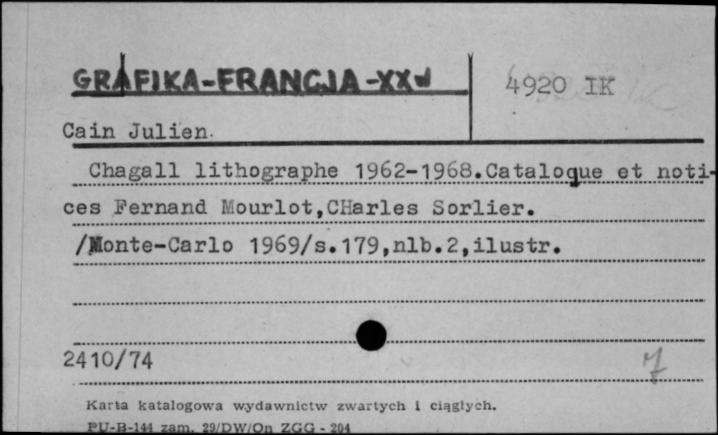 GRAFIKA-FRANCJA-XXw
4920 IK
Cain Julien.
Chagall lithographe 1962-1968.Cataloque et noti-
ces Fernand Mourlot,CHarles Sorlier.
/Monte-Carlo 1969/s.179,nlb.2,ilustr.
2410/74
Karta katalogowa wydawnictw zwartych i ciągłych.
PU-B-144 zam. 29/DW/On ZGG - 204